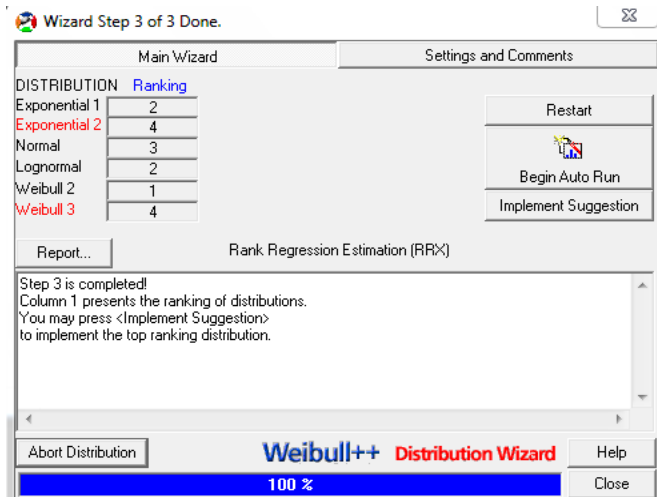 Wizard Step 3 of 3 Done.
Main Wizard
Settings and Comments
DISTRIBUTION Ranking
Exponential 1 2
Exponential 2 4
Normal 3
Lognormal 2
Weibull 2 1
Weibull 3 4
Restart
Begin Auto Run
Implement Suggestion
Report...
Rank Regression Estimation (RRX)
Step 3 is completed!
Column 1 presents the ranking of distributions.
You may press <Implement Suggestion>
to implement the top ranking distribution.
Abort Distribution
Weibull++ Distribution Wizard
Help
100 %
Close